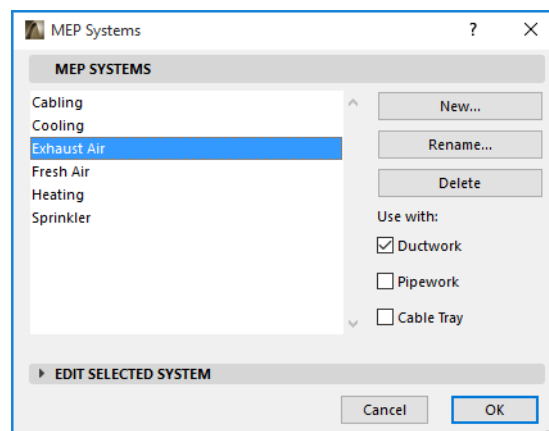 MEP Systems
?
MEP SYSTEMS
Cabling
Cooling
Exhaust Air
Fresh Air
Heating
Sprinkler
New...
Rename...
Delete
Use with:
Ductwork
Pipework
Cable Tray
EDIT SELECTED SYSTEM
Cancel
OK